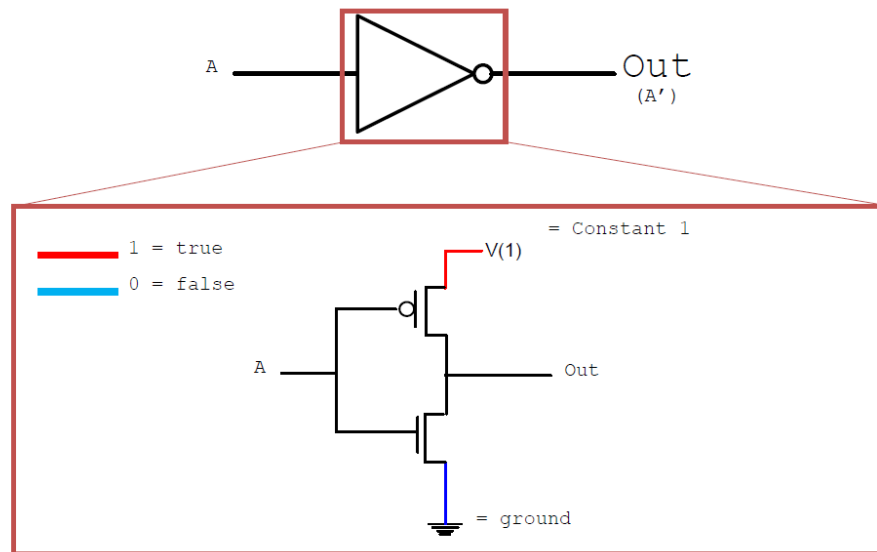 A
Out
(A’)
= Constant 1
1 = true
V(1)
0 = false
A
Out
= ground